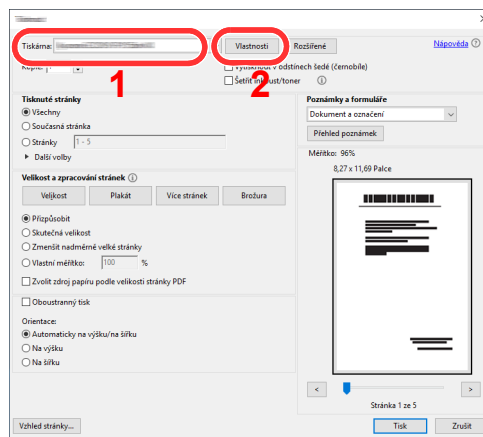 Tiskárna:
Vlastnosti
Rozšířené
Nápověda
1
2
Vytisknout v odstínech šedé (černobíle)
Šetřit inkoust/toner
Tisknuté stránky
Všechny
Současná stránka
Stránky 1 - 5
Další volby
Poznámky a formuláře
Dokument a označení
Přehled poznámek
Měřítko: 96%
8,27 x 11,69 Palce
Velikost a zpracování stránek
Velikost Plakát Více stránek Brožura
Přizpůsobit
Skutečná velikost
Zmenšit nadměrné velké stránky
Vlastní měřítko: 100 %
Zvolit zdroj papíru podle velikosti stránky PDF
Oboustranný tisk
Orientace:
Automaticky na výšku/na šířku
Na výšku
Na šířku
< >
Stránka 1 ze 5
Vzhled stránky...
Tisk
Zrušit